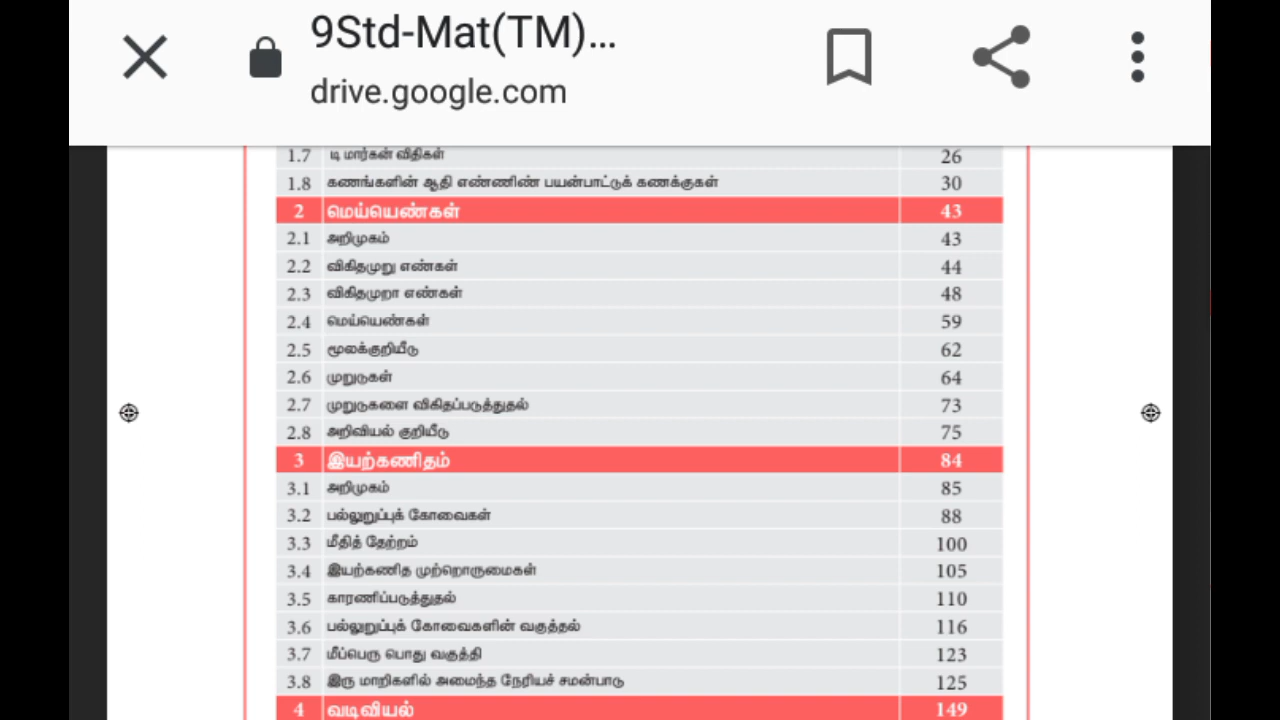 9Std-Mat(TM)...
drive.google.com
1.7 டி மார்கன் விதிகள் 26
1.8 கணங்களின் ஆதி எண்ணிண் பயன்பாட்டுக் கணக்குகள் 30
2 மெய்யெண்கள் 43
2.1 அறிமுகம் 43
2.2 விகிதமுறு எண்கள் 44
2.3 விகிதமுறா எண்கள் 48
2.4 மெய்யெண்கள் 59
2.5 மூலக்குறியீடு 62
2.6 முறுடுகள் 64
2.7 முறுடுகளை விகிதப்படுத்துதல் 73
2.8 அறிவியல் குறியீடு 75
3 இயற்கணிதம் 84
3.1 அறிமுகம் 85
3.2 பல்லுறுப்புக் கோவைகள் 88
3.3 மீதித் தேற்றம் 100
3.4 இயற்கணித முற்றொருமைகள் 105
3.5 காரணிப்படுத்துதல் 110
3.6 பல்லுறுப்புக் கோவைகளின் வகுத்தல் 116
3.7 மீப்பெரு பொது வகுத்தி 123
3.8 இரு மாறிகளில் அமைந்த நேரியச் சமன்பாடு 125
4 வடிவியல் 149